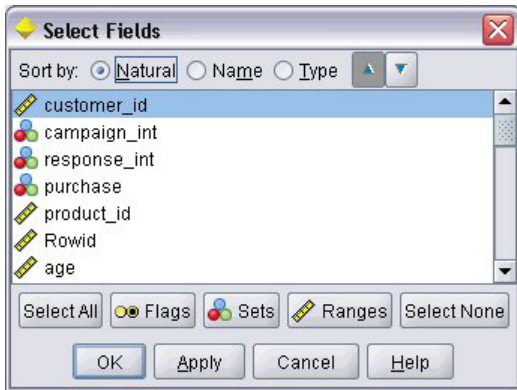 Select Fields
Sort by: Natural Name Type
customer_id
campaign_int
response_int
purchase
product_id
Rowid
age
Select All Flags Sets Ranges Select None
OK Apply Cancel Help